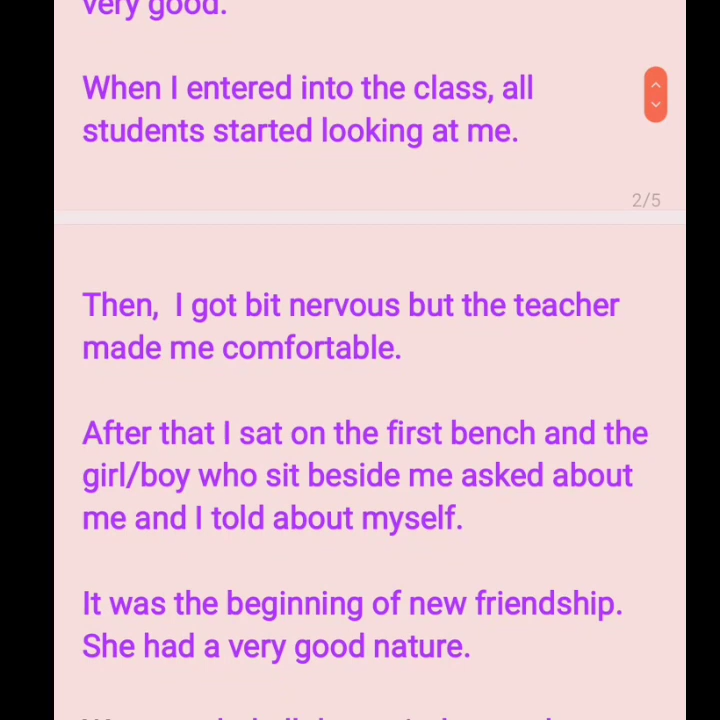 very good.
When I entered into the class, all
students started looking at me.
2/5
Then,  I got bit nervous but the teacher
made me comfortable.
After that I sat on the first bench and the
girl/boy who sit beside me asked about
me and I told about myself.
It was the beginning of new friendship.
She had a very good nature.